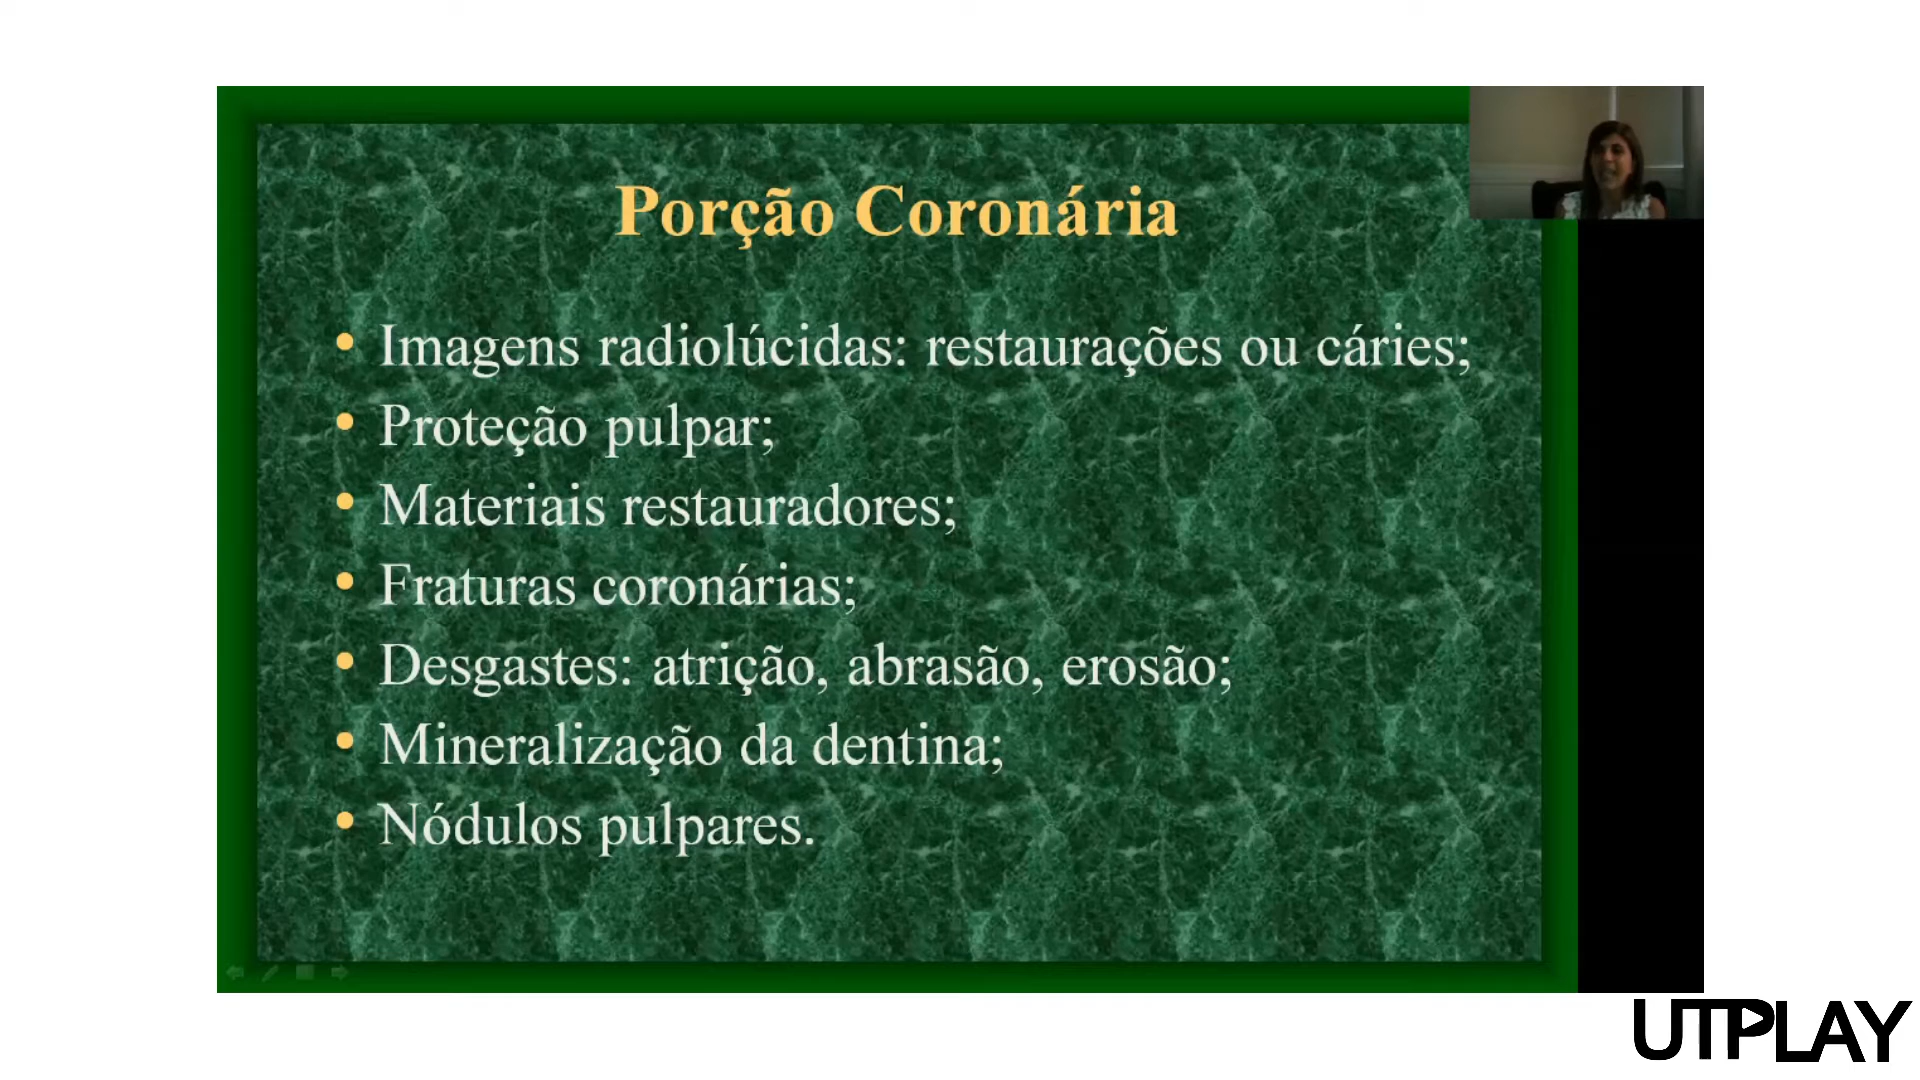 Porção Coronária
• Imagens radiolúcidas: restaurações ou cáries;
• Proteção pulpar;
• Materiais restauradores;
• Fraturas coronárias;
• Desgastes: atrição, abrasão, erosão;
• Mineralização da dentina;
• Nódulos pulpares.
UTPLAY